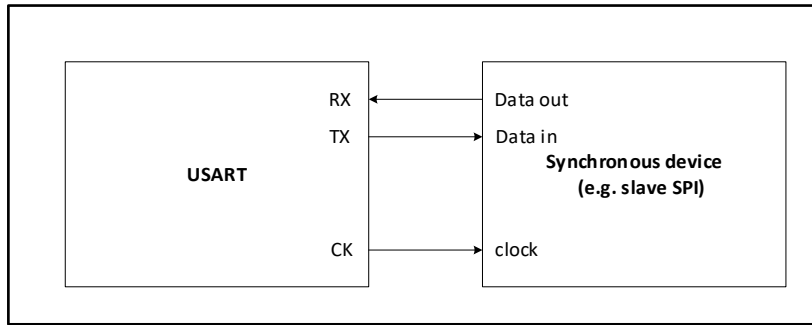 RX
Data out
TX
Data in
USART
Synchronous device
(e.g. slave SPI)
CK
clock